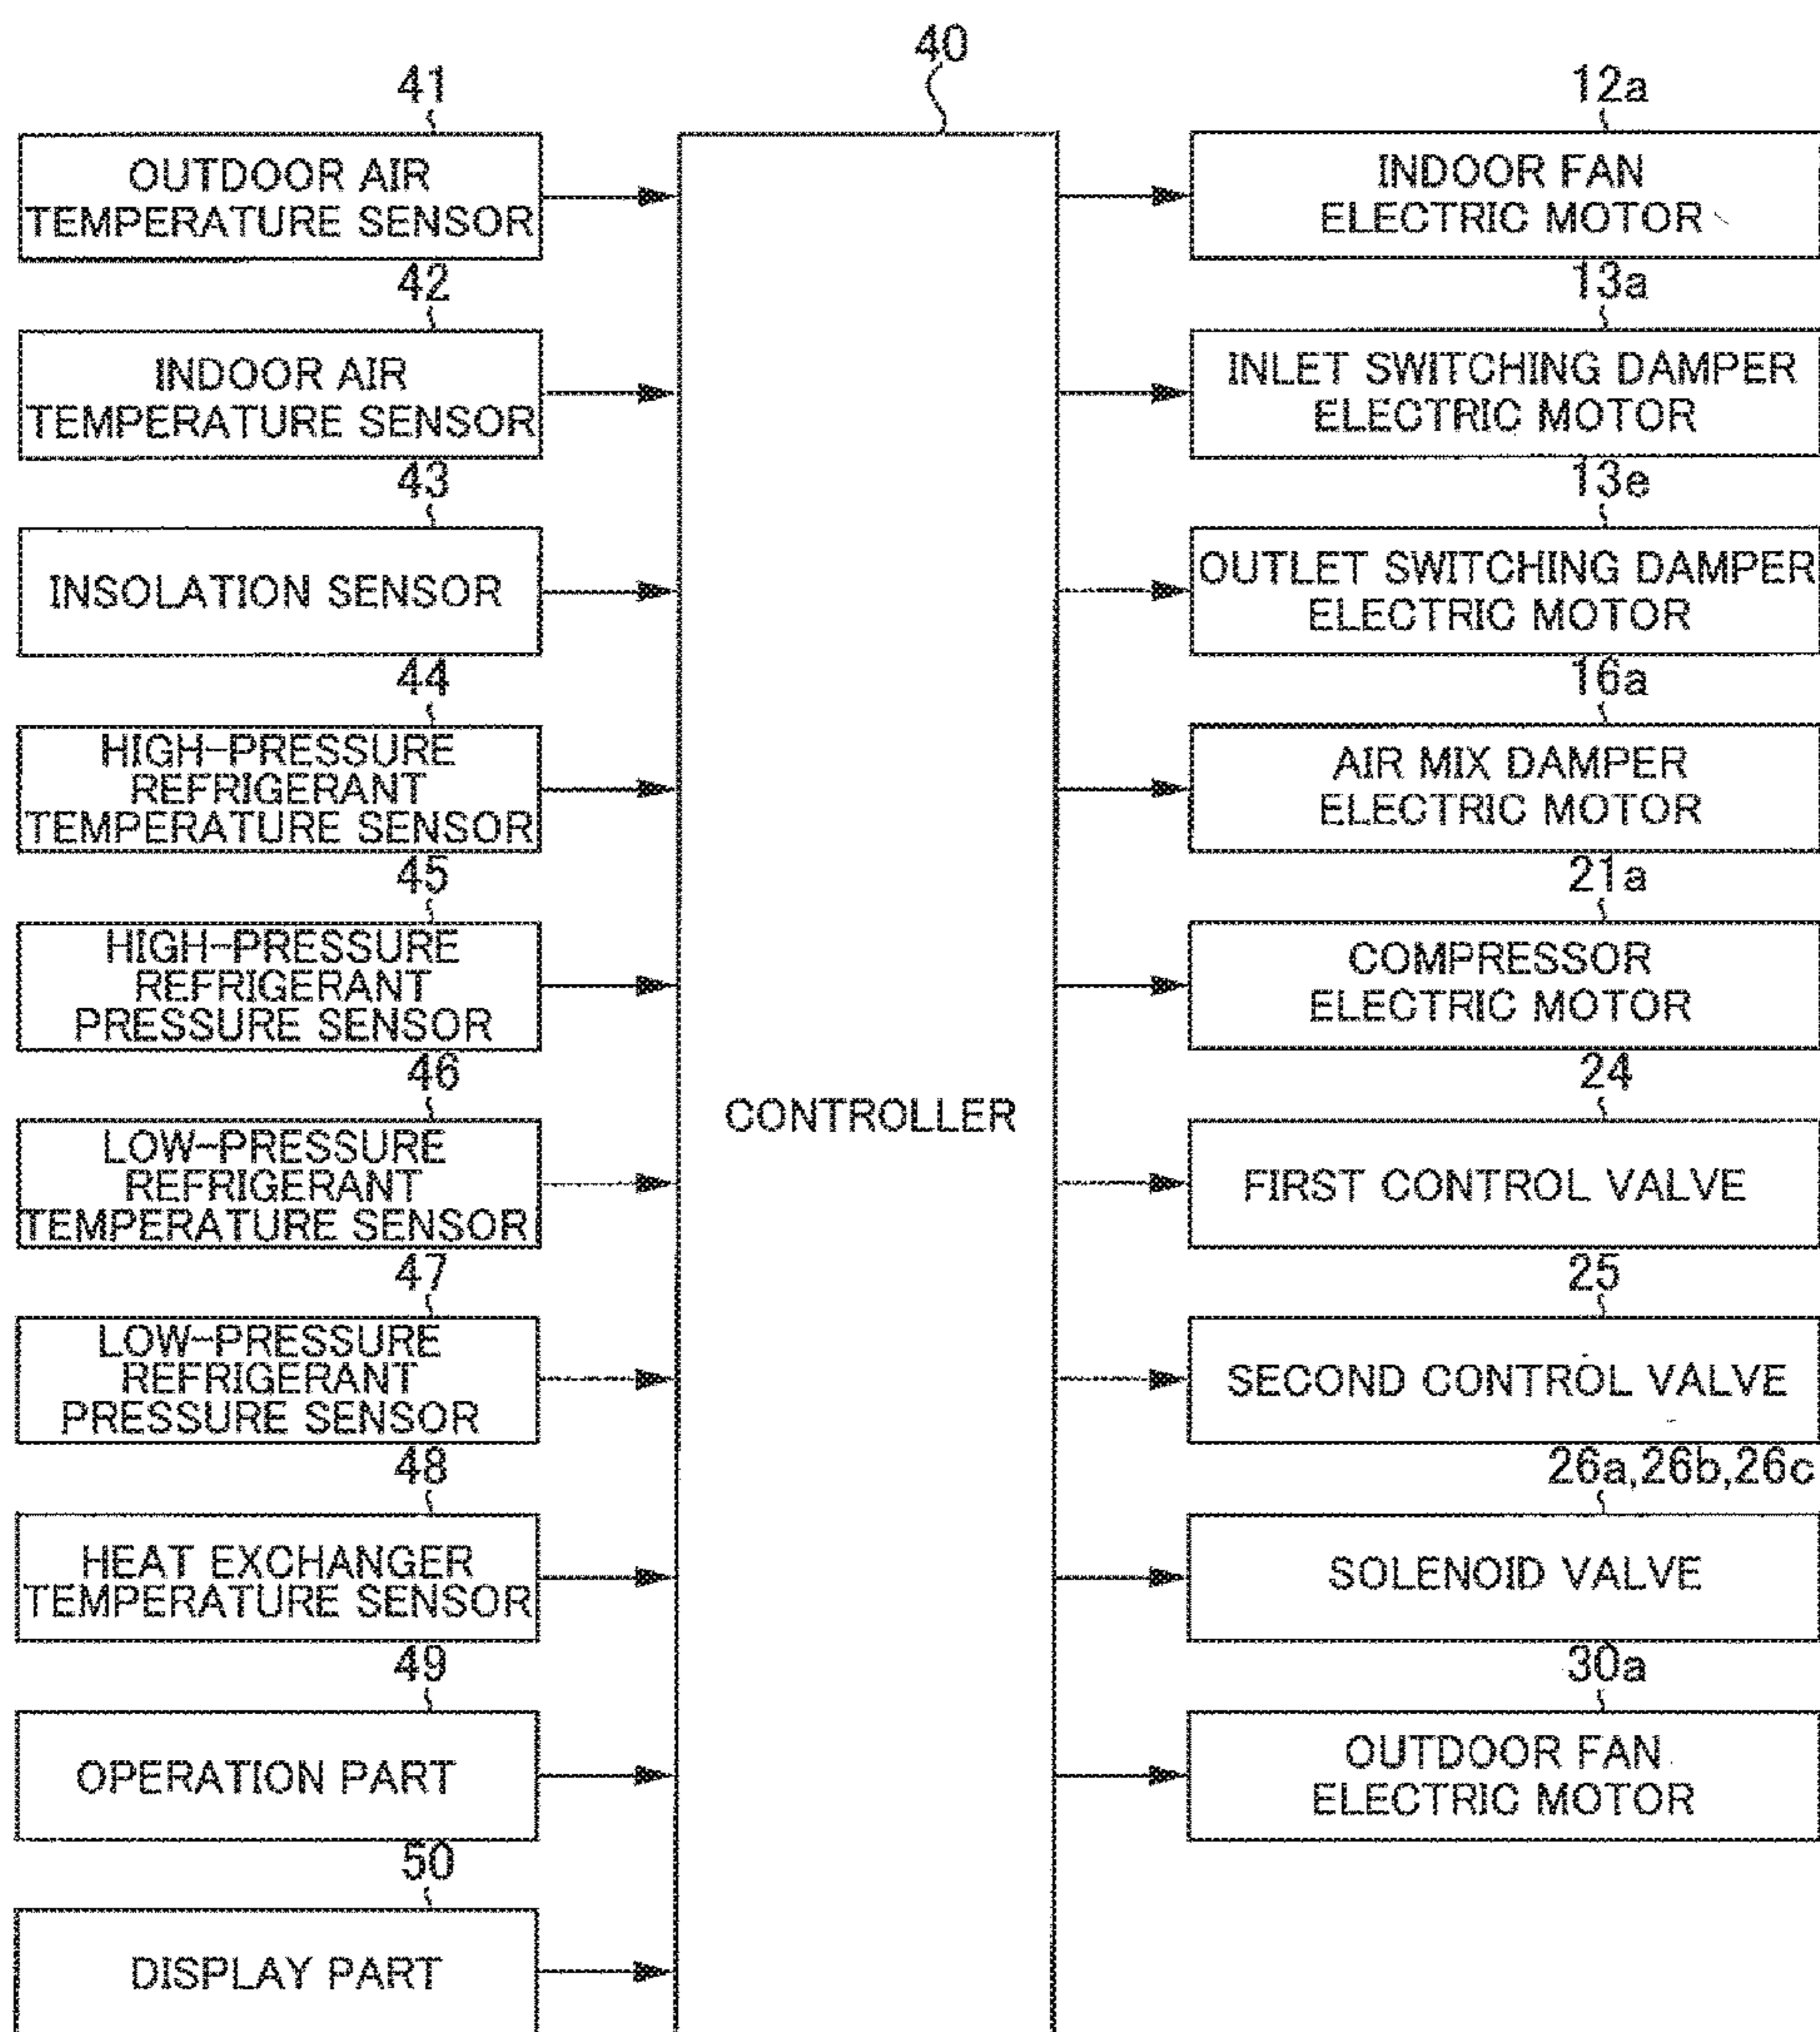 40
41
OUTDOOR AIR
TEMPERATURE SENSOR
42
INDOOR AIR
TEMPERATURE SENSOR
43
INSOLATION SENSOR
44
HIGH-PRESSURE
REFRIGERANT
TEMPERATURE SENSOR
45
HIGH-PRESSURE
REFRIGERANT
PRESSURE SENSOR
46
LOW-PRESSURE
REFRIGERANT
TEMPERATURE SENSOR
47
LOW-PRESSURE
REFRIGERANT
PRESSURE SENSOR
48
HEAT EXCHANGER
TEMPERATURE SENSOR
49
OPERATION PART
50
DISPLAY PART
CONTROLLER
12a
INDOOR FAN
ELECTRIC MOTOR
13a
INLET SWITCHING DAMPER
ELECTRIC MOTOR
13e
OUTLET SWITCHING DAMPER
ELECTRIC MOTOR
16a
AIR MIX DAMPER
ELECTRIC MOTOR
21a
COMPRESSOR
ELECTRIC MOTOR
24
FIRST CONTROL VALVE
25
SECOND CONTROL VALVE
26a,26b,26c
SOLENOID VALVE
30a
OUTDOOR FAN
ELECTRIC MOTOR